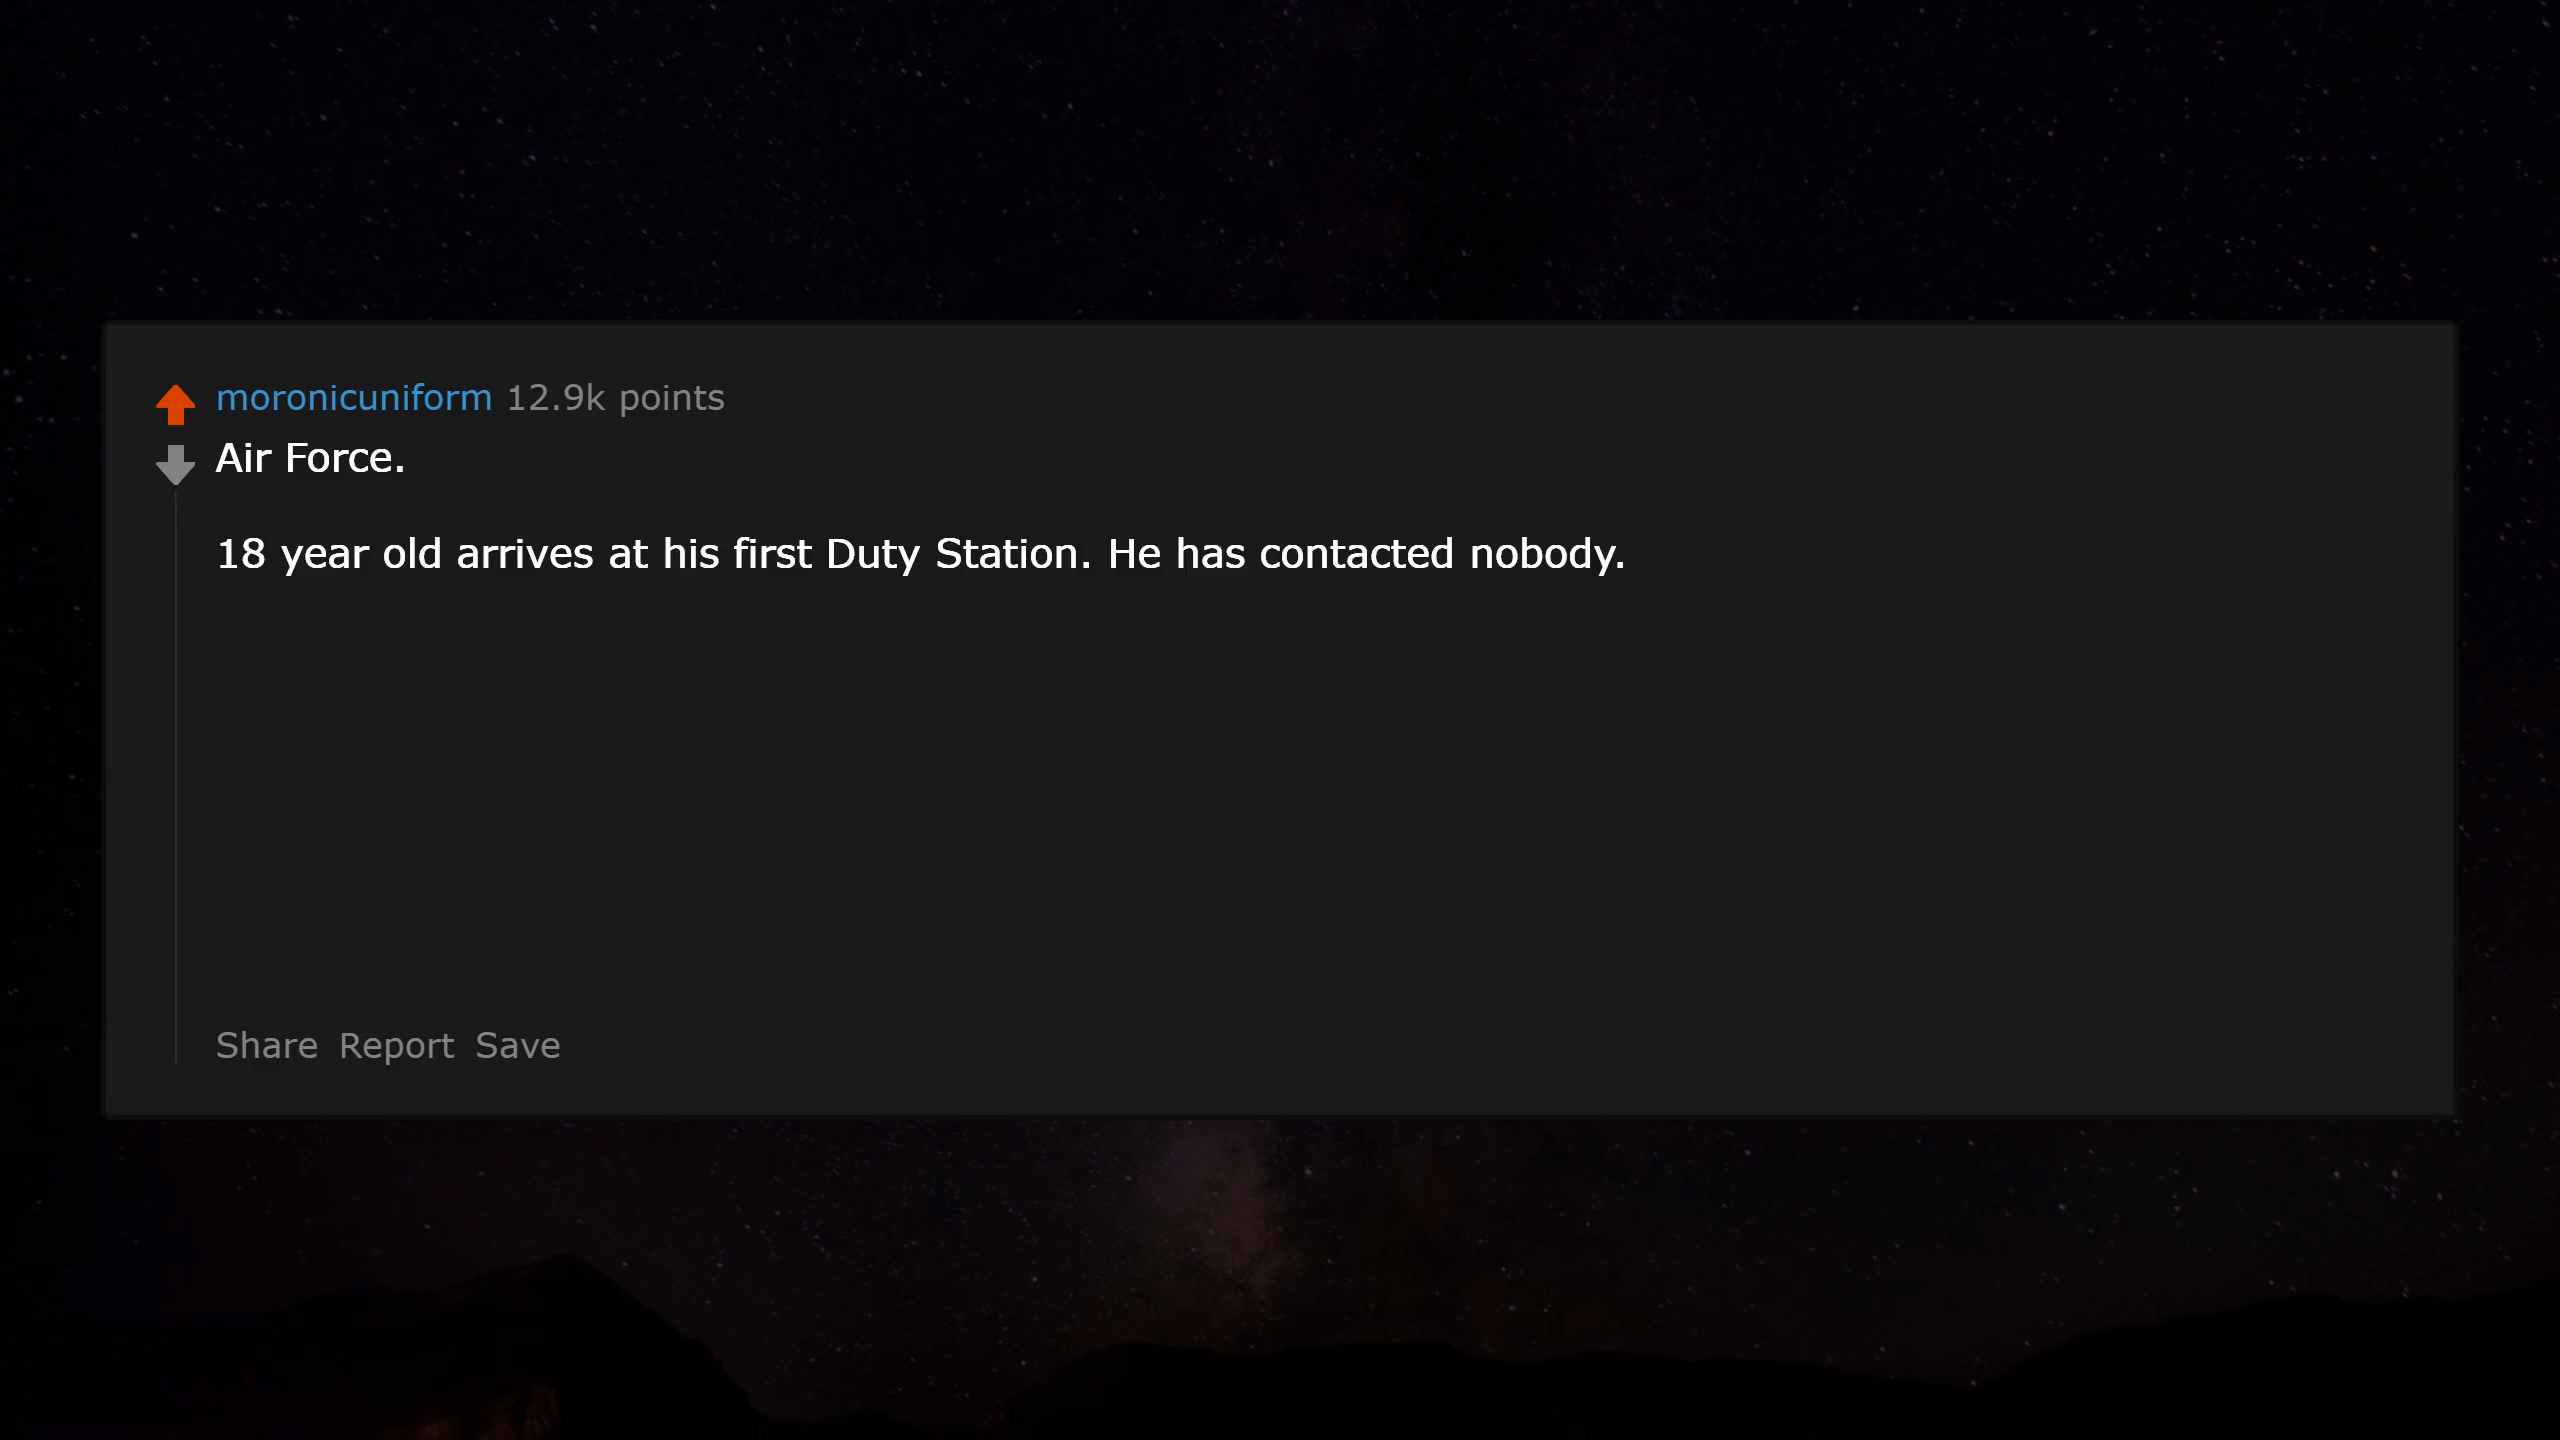 moronicuniform 12.9k points
Air Force.
18 year old arrives at his first Duty Station. He has contacted nobody.
Share Report Save